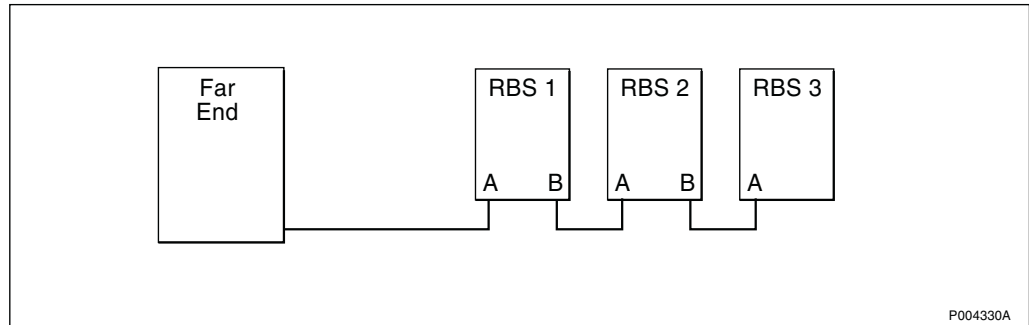 Far
End
RBS 1
RBS 2
RBS 3
A
B
A
B
A
P004330A